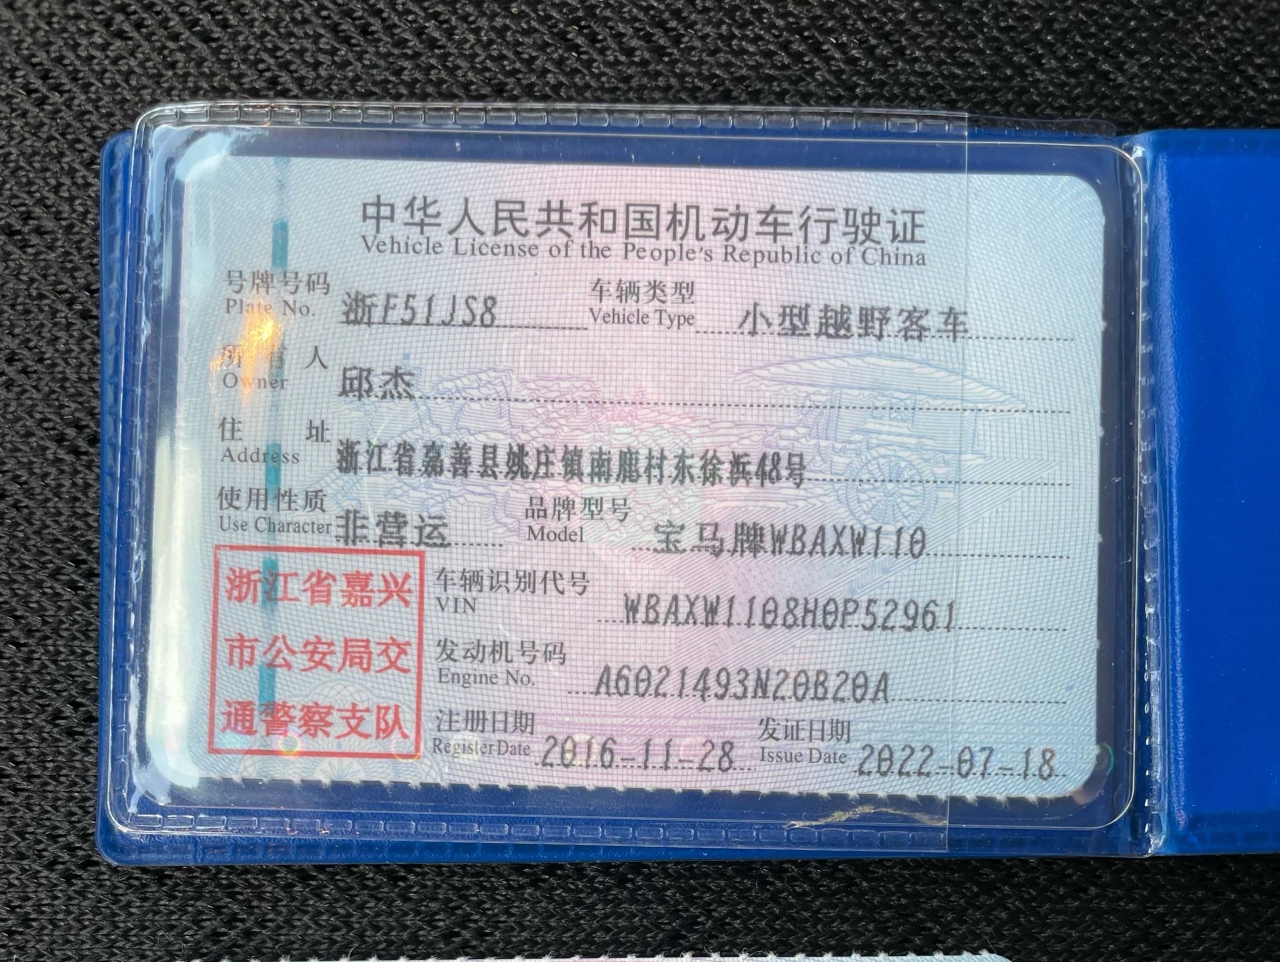 中华人民共和国机动车行驶证
Vehicle License of the People's Republic of China
号牌号码 浙F51JS8 车辆类型 小型越野客车
Plate No. Vehicle Type
所有人 邱杰
Owner
住址 浙江省嘉善县姚庄镇南鹿村东徐浜48号
Address
使用性质 非营运 品牌型号 宝马牌WBAXW110
Use Character Model
浙江省嘉兴
市公安局交
通警察支队
车辆识别代号 WBAXW1108H0P52961
VIN
发动机号码 A6021493N20B20A
Engine No.
注册日期 2016-11-28 发证日期 2022-07-18
Register Date Issue Date